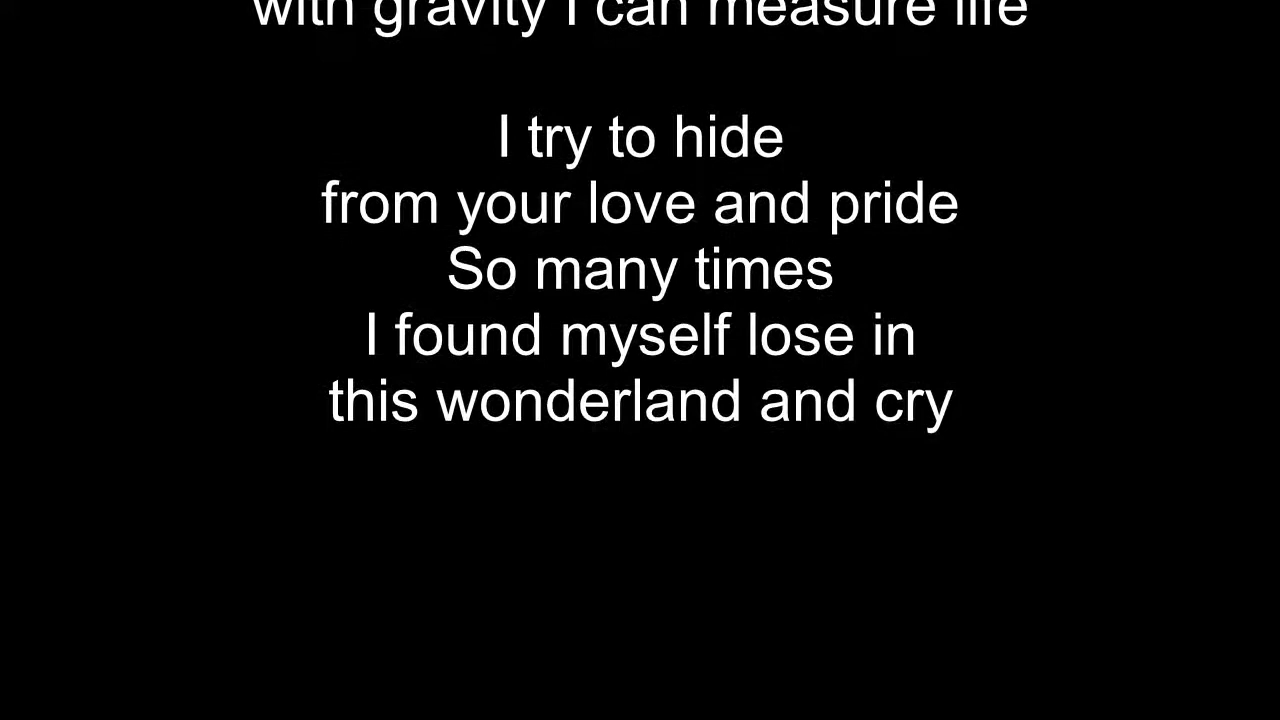 with gravity I can measure life
I try to hide
from your love and pride
So many times
I found myself lose in
this wonderland and cry